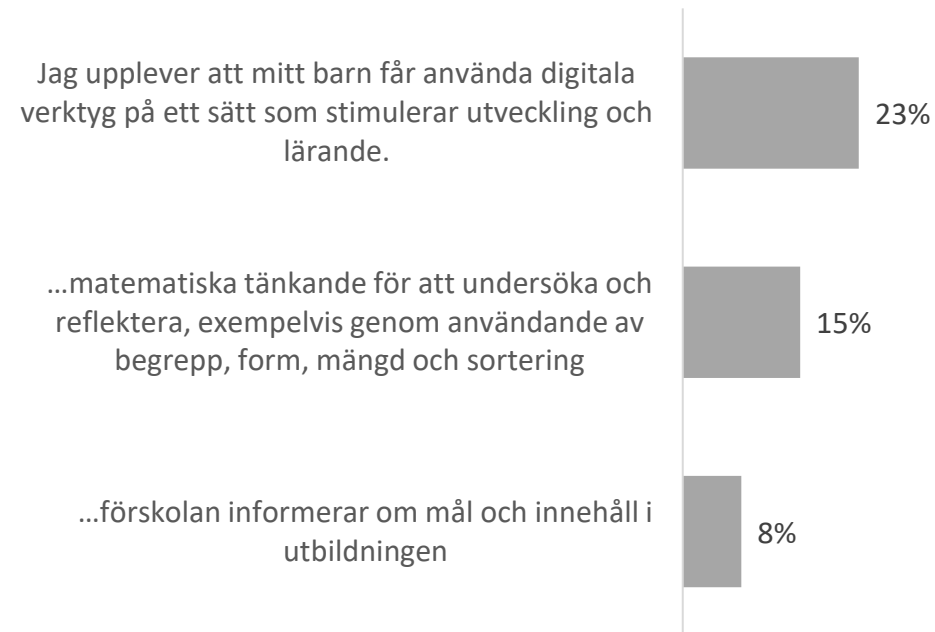 Jag upplever att mitt barn får använda digitala
verktyg på ett sätt som stimulerar utveckling och
lärande.
23%
…matematiska tänkande för att undersöka och
reflektera, exempelvis genom användande av
begrepp, form, mängd och sortering
15%
…förskolan informerar om mål och innehåll i
utbildningen
8%